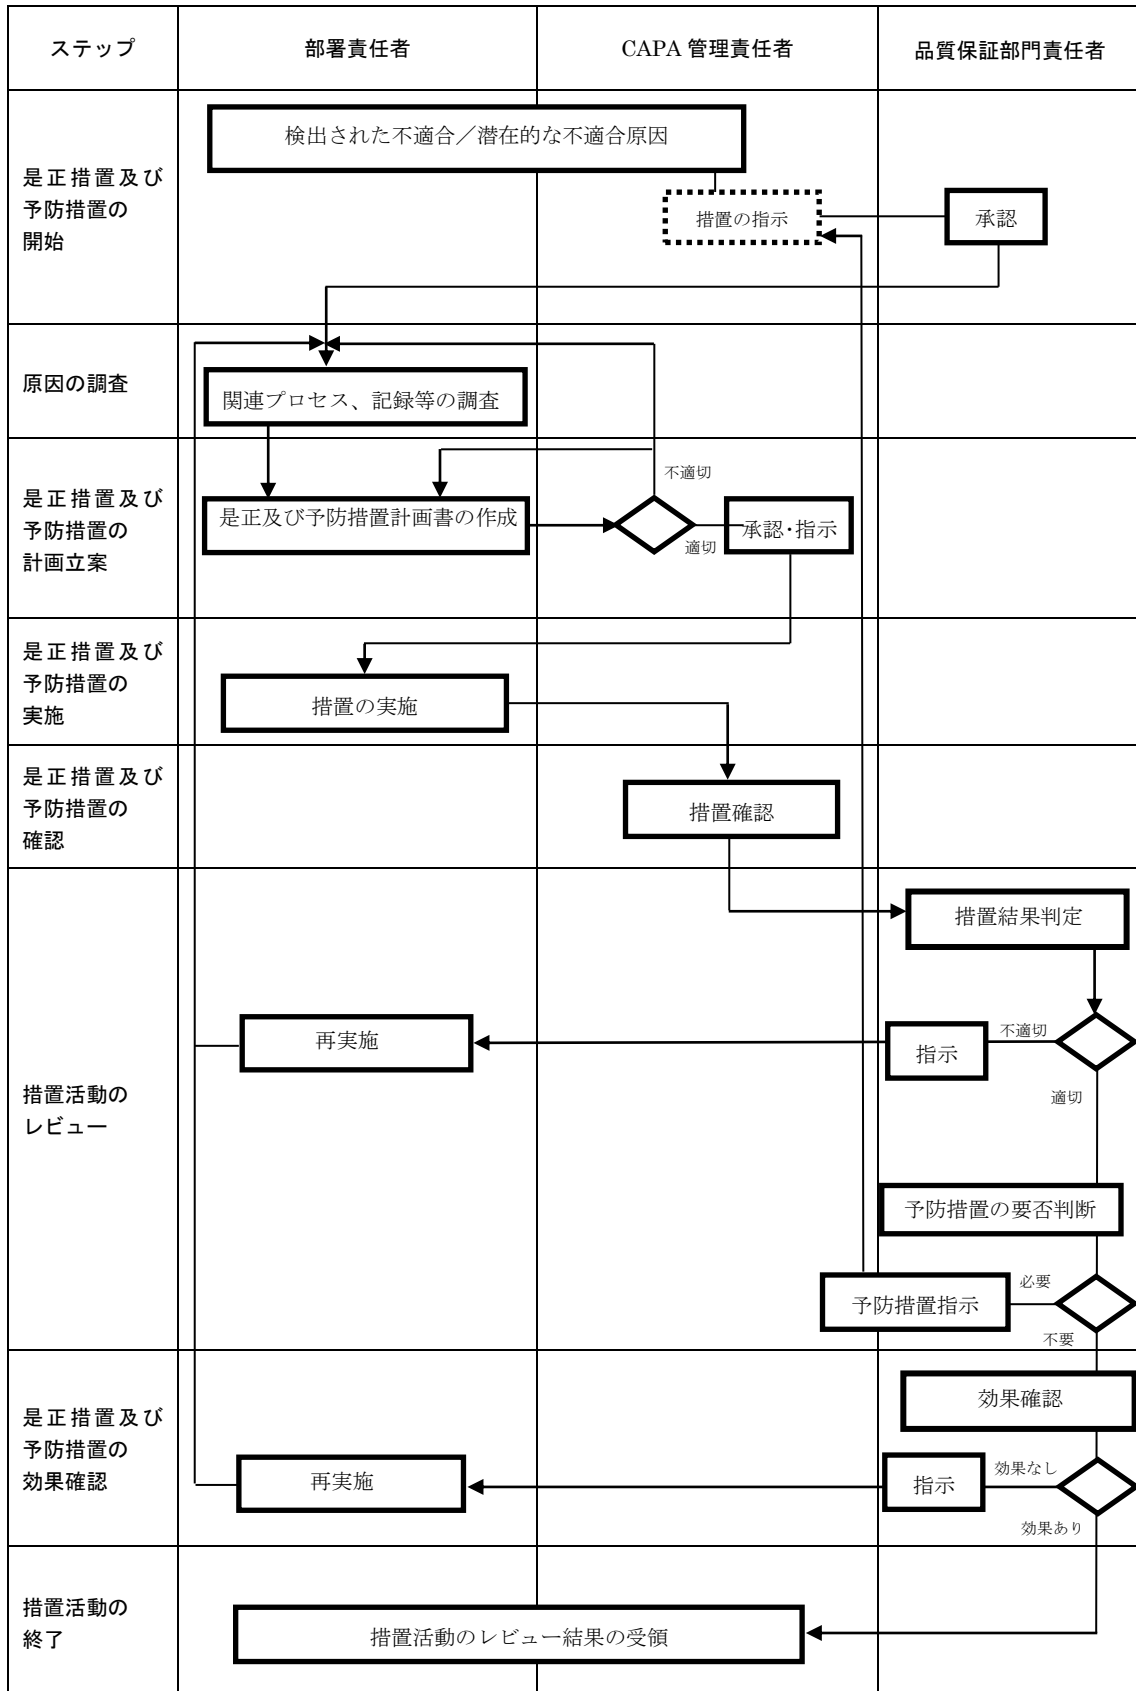 ステップ
部署責任者
CAPA 管理責任者
品質保証部門責任者
是正措置及び
予防措置の
開始
検出された不適合／潜在的な不適合原因
措置の指示
承認
原因の調査
関連プロセス、記録等の調査
是正措置及び
予防措置の
計画立案
是正及び予防措置計画書の作成
不適切
適切
承認･指示
是正措置及び
予防措置の
実施
措置の実施
是正措置及び
予防措置の
確認
措置確認
措置活動の
レビュー
措置結果判定
再実施
指示
不適切
適切
予防措置の要否判断
予防措置指示
必要
不要
是正措置及び
予防措置の
効果確認
効果確認
再実施
指示
効果なし
効果あり
措置活動の
終了
措置活動のレビュー結果の受領